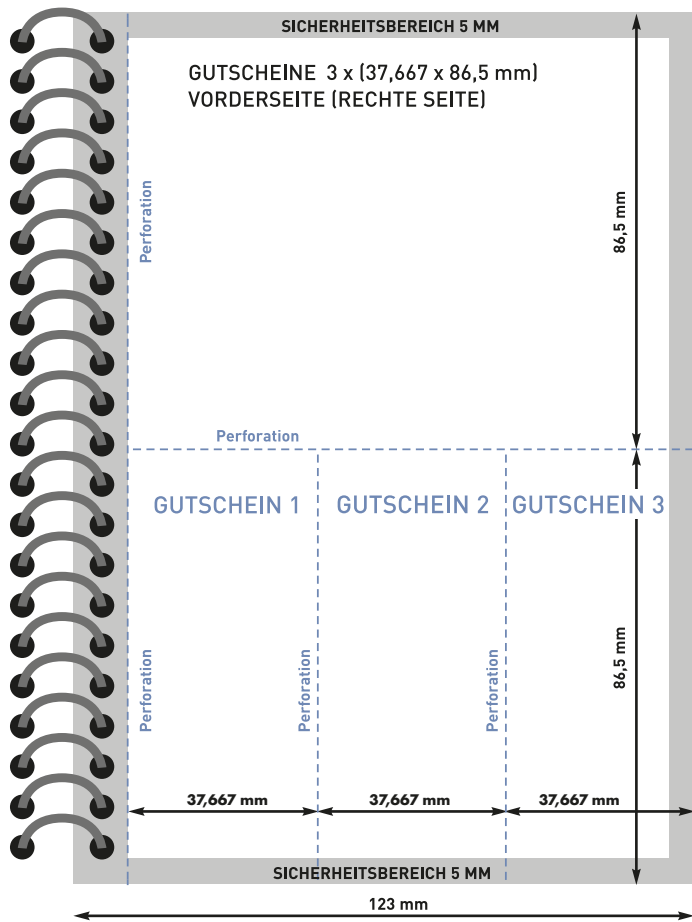 SICHERHEITSBEREICH 5 MM
GUTSCHEINE 3 x (37,667 x 86,5 mm)
VORDERSEITE (RECHTE SEITE)
Perforation
86,5 mm
Perforation
GUTSCHEIN 1
GUTSCHEIN 2
GUTSCHEIN 3
Perforation
Perforation
Perforation
86,5 mm
37,667 mm
37,667 mm
37,667 mm
SICHERHEITSBEREICH 5 MM
123 mm